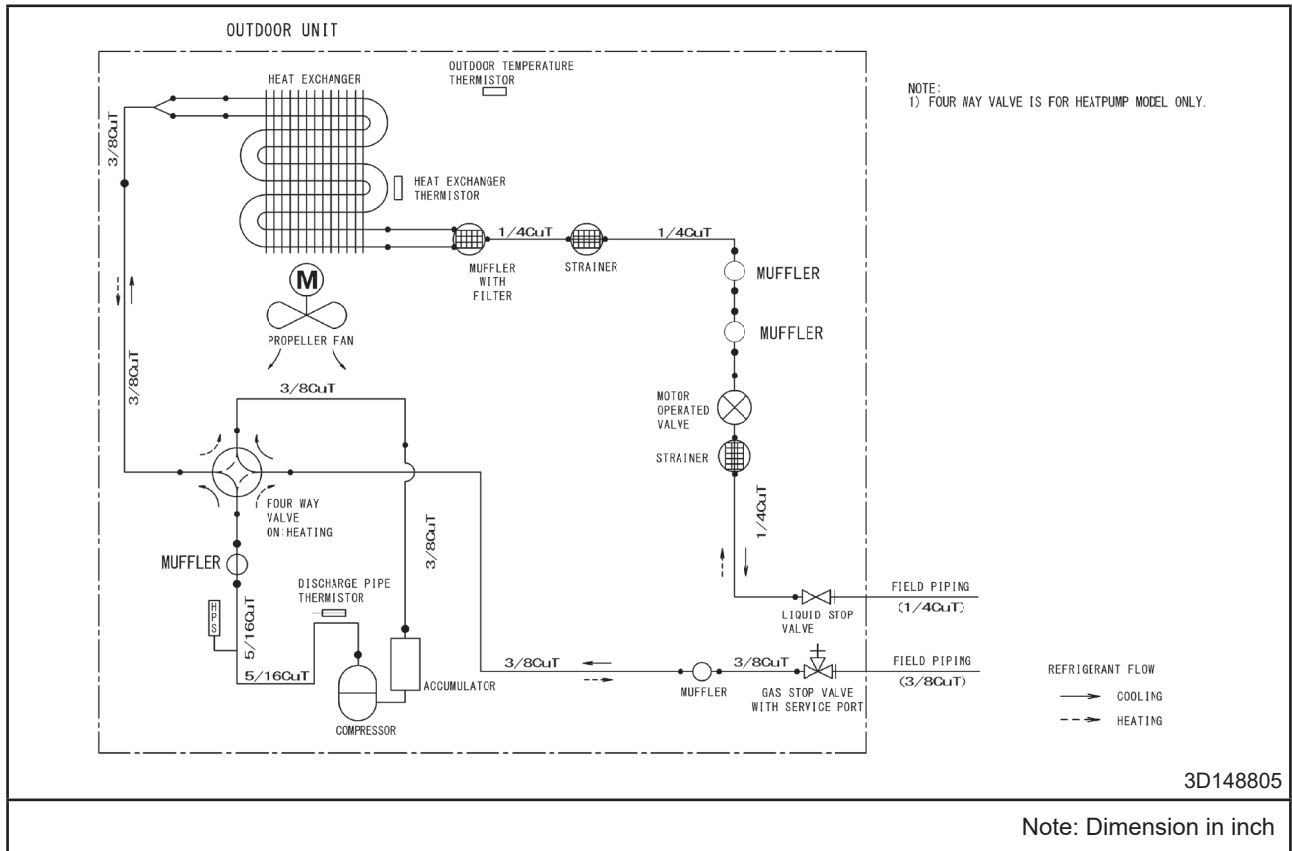 OUTDOOR UNIT
HEAT EXCHANGER
OUTDOOR TEMPERATURE
THERMISTOR
NOTE:
1) FOUR WAY VALVE IS FOR HEATPUMP MODEL ONLY.
3/8CuT
HEAT EXCHANGER
THERMISTOR
1/4CuT
1/4CuT
MUFFLER
WITH
FILTER
STRAINER
MUFFLER
MUFFLER
M
PROPELLER FAN
3/8CuT
3/8CuT
MOTOR
OPERATED
VALVE
STRAINER
FOUR WAY
VALVE
ON:HEATING
1/4CuT
3/8CuT
MUFFLER
DISCHARGE PIPE
THERMISTOR
HPS
5/16CuT
5/16CuT
FIELD PIPING
(1/4CuT)
LIQUID STOP
VALVE
ACCUMULATOR
COMPRESSOR
3/8CuT
3/8CuT
MUFFLER
GAS STOP VALVE
WITH SERVICE PORT
FIELD PIPING
(3/8CuT)
REFRIGERANT FLOW
COOLING
HEATING
3D148805
Note: Dimension in inch